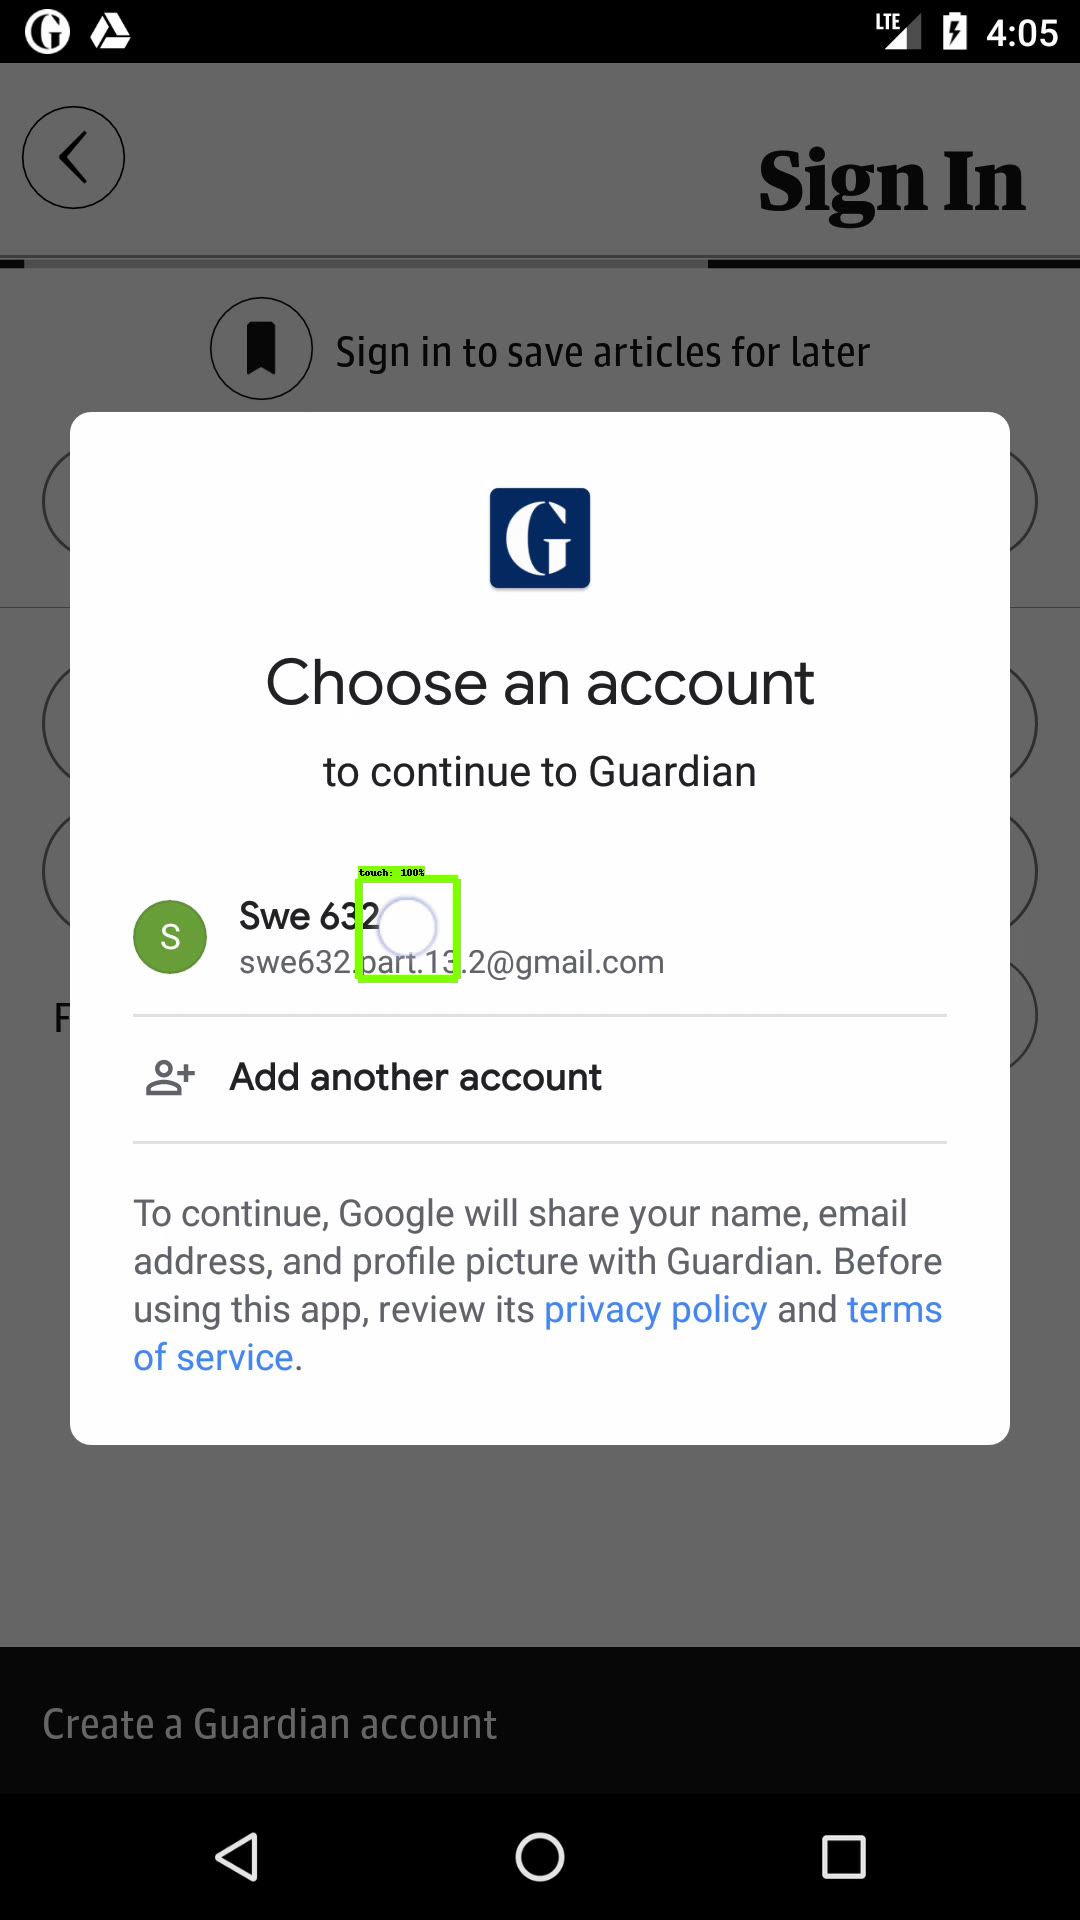 LTE 4:05
Sign In
Sign in to save articles for later
G
Choose an account
to continue to Guardian
touch: 100%
S
Swe 632
swe632.part.13.2@gmail.com
F
Add another account
To continue, Google will share your name, email
address, and profile picture with Guardian. Before
using this app, review its privacy policy and terms
of service.
Create a Guardian account